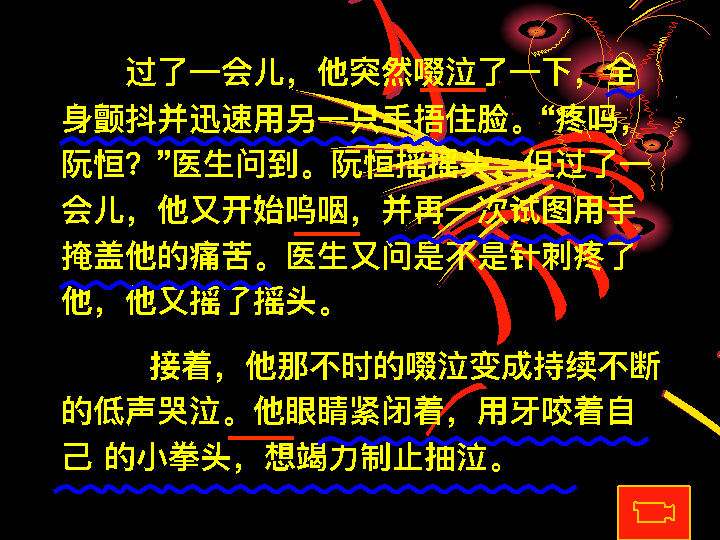 过了一会儿，他突然啜泣了一下，全
身颤抖并迅速用另一只手捂住脸。“疼吗，
阮恒？”医生问到。阮恒摇摇头，但过了一
会儿，他又开始呜咽，并再一次试图用手
掩盖他的痛苦。医生又问是不是针刺疼了
他，他又摇了摇头。
接着，他那不时的啜泣变成持续不断
的低声哭泣。他眼睛紧闭着，用牙咬着自
己 的小拳头，想竭力制止抽泣。